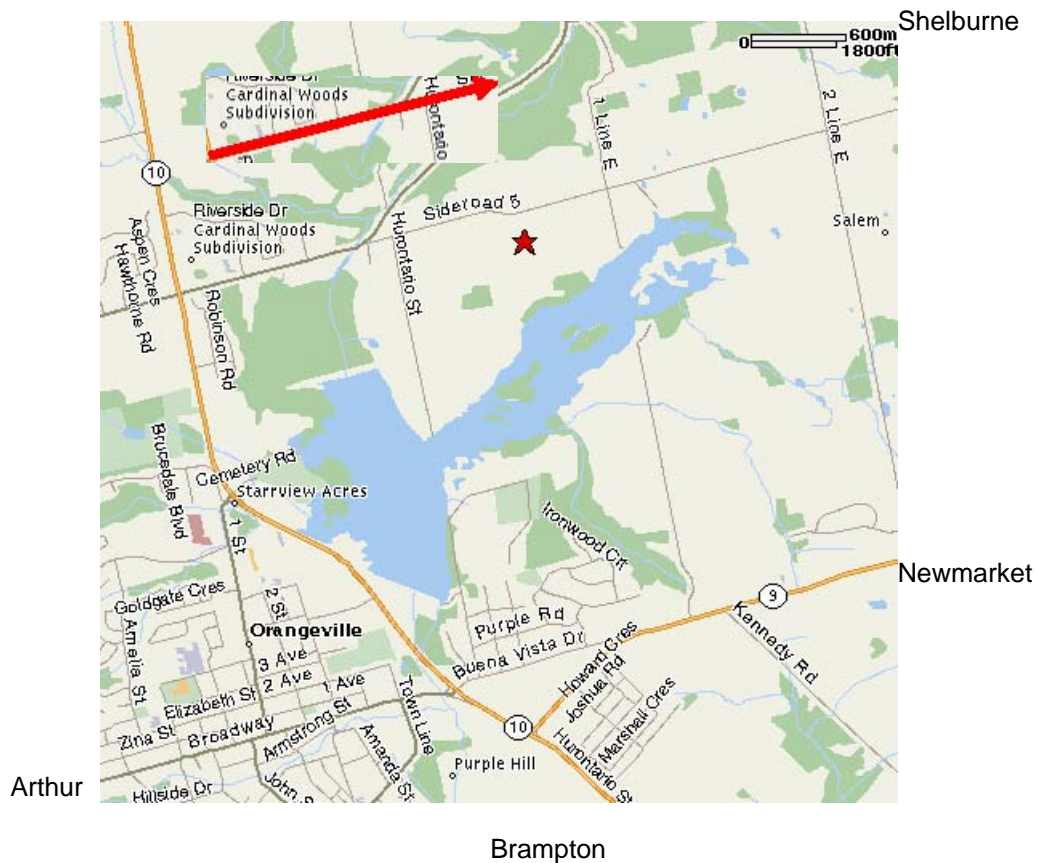 Shelburne
0 600m
1800ft
Riverside Dr
Cardinal Woods
Subdivision
Hurontario
1 Line E
2 Line E
10
Sideroad 5
Salem
Riverside Dr
Cardinal Woods
Subdivision
Aspen Cres
Hawthorne Rd
Hurontario St
Robinson Rd
Brucedale Blvd
Cemetery Rd
Starrview Acres
1 St
Ironwood Crt
Newmarket
9
Goldgate Cres
2 St
Purple Rd
Kennedy Rd
Amelia St
Orangeville
Buena Vista Dr
Howard Cres
3 Ave
Joshua Rd
2 Ave
1 Ave
Elizabeth St
Town Line
Marshall Cres
Zina St
Broadway
Armstrong St
10
Hurontario St
Amanda St
Purple Hill
Arthur
Hillside Dr
John
Brampton